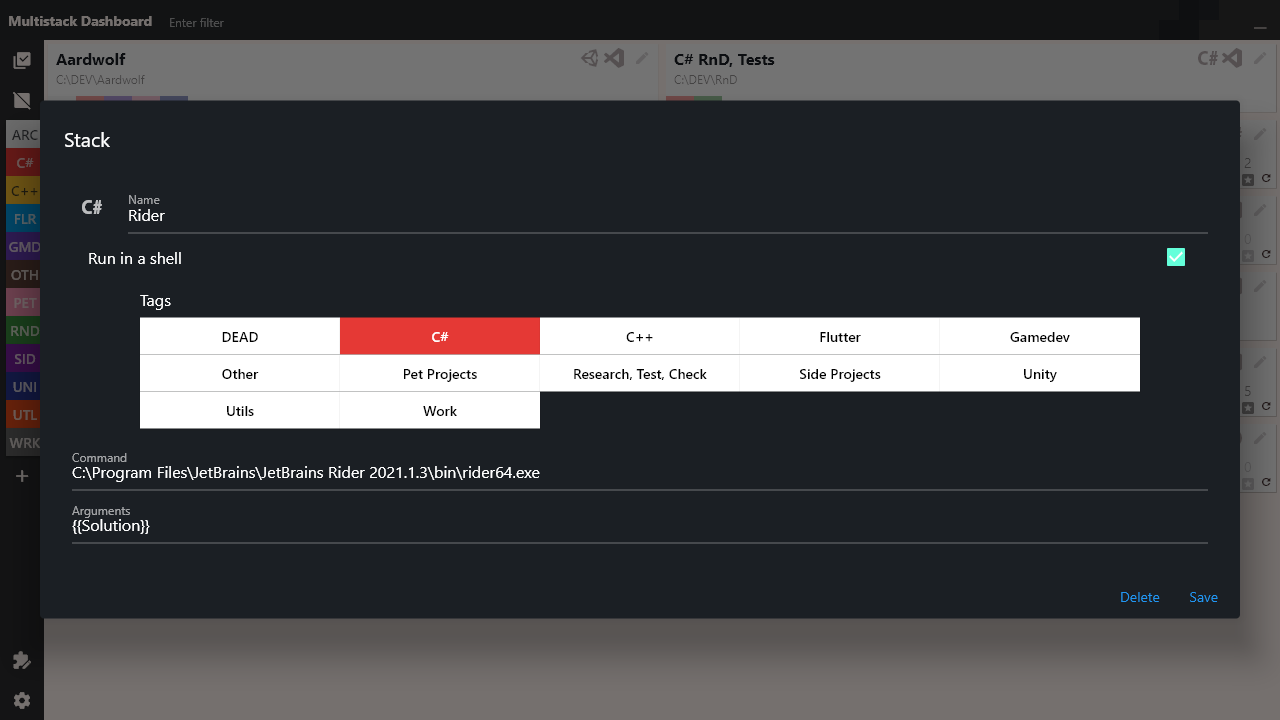 Multistack Dashboard Enter filter
Aardwolf
C:\DEV\Aardwolf
C# RnD, Tests
C:\DEV\RnD
C#
ARC
C#
C++
FLR
GMD
OTH
PET
RND
SID
UNI
UTL
WRK
Stack
C#
Name
Rider
Run in a shell
Tags
DEAD C# C++ Flutter Gamedev
Other Pet Projects Research, Test, Check Side Projects Unity
Utils Work
Command
C:\Program Files\JetBrains\JetBrains Rider 2021.1.3\bin\rider64.exe
Arguments
{{Solution}}
Delete Save
2
0
5
0